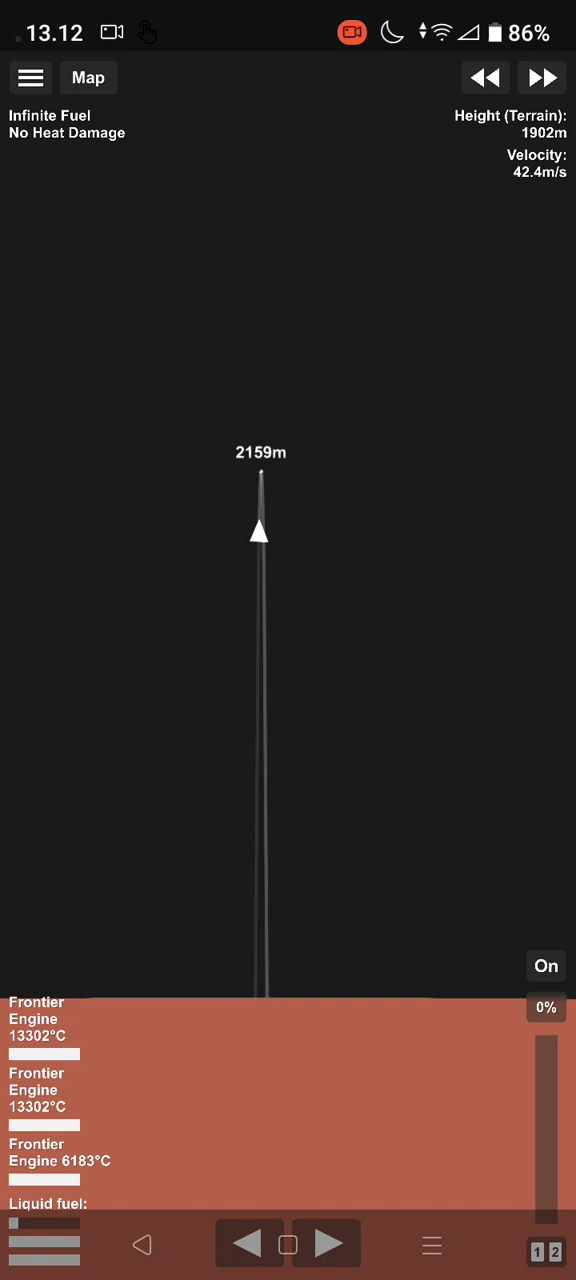 13.12
86%
Map
Infinite Fuel
No Heat Damage
Height (Terrain):
1902m
Velocity:
42.4m/s
2159m
On
0%
Frontier
Engine
13302°C
Frontier
Engine
13302°C
Frontier
Engine 6183°C
Liquid fuel:
1 2